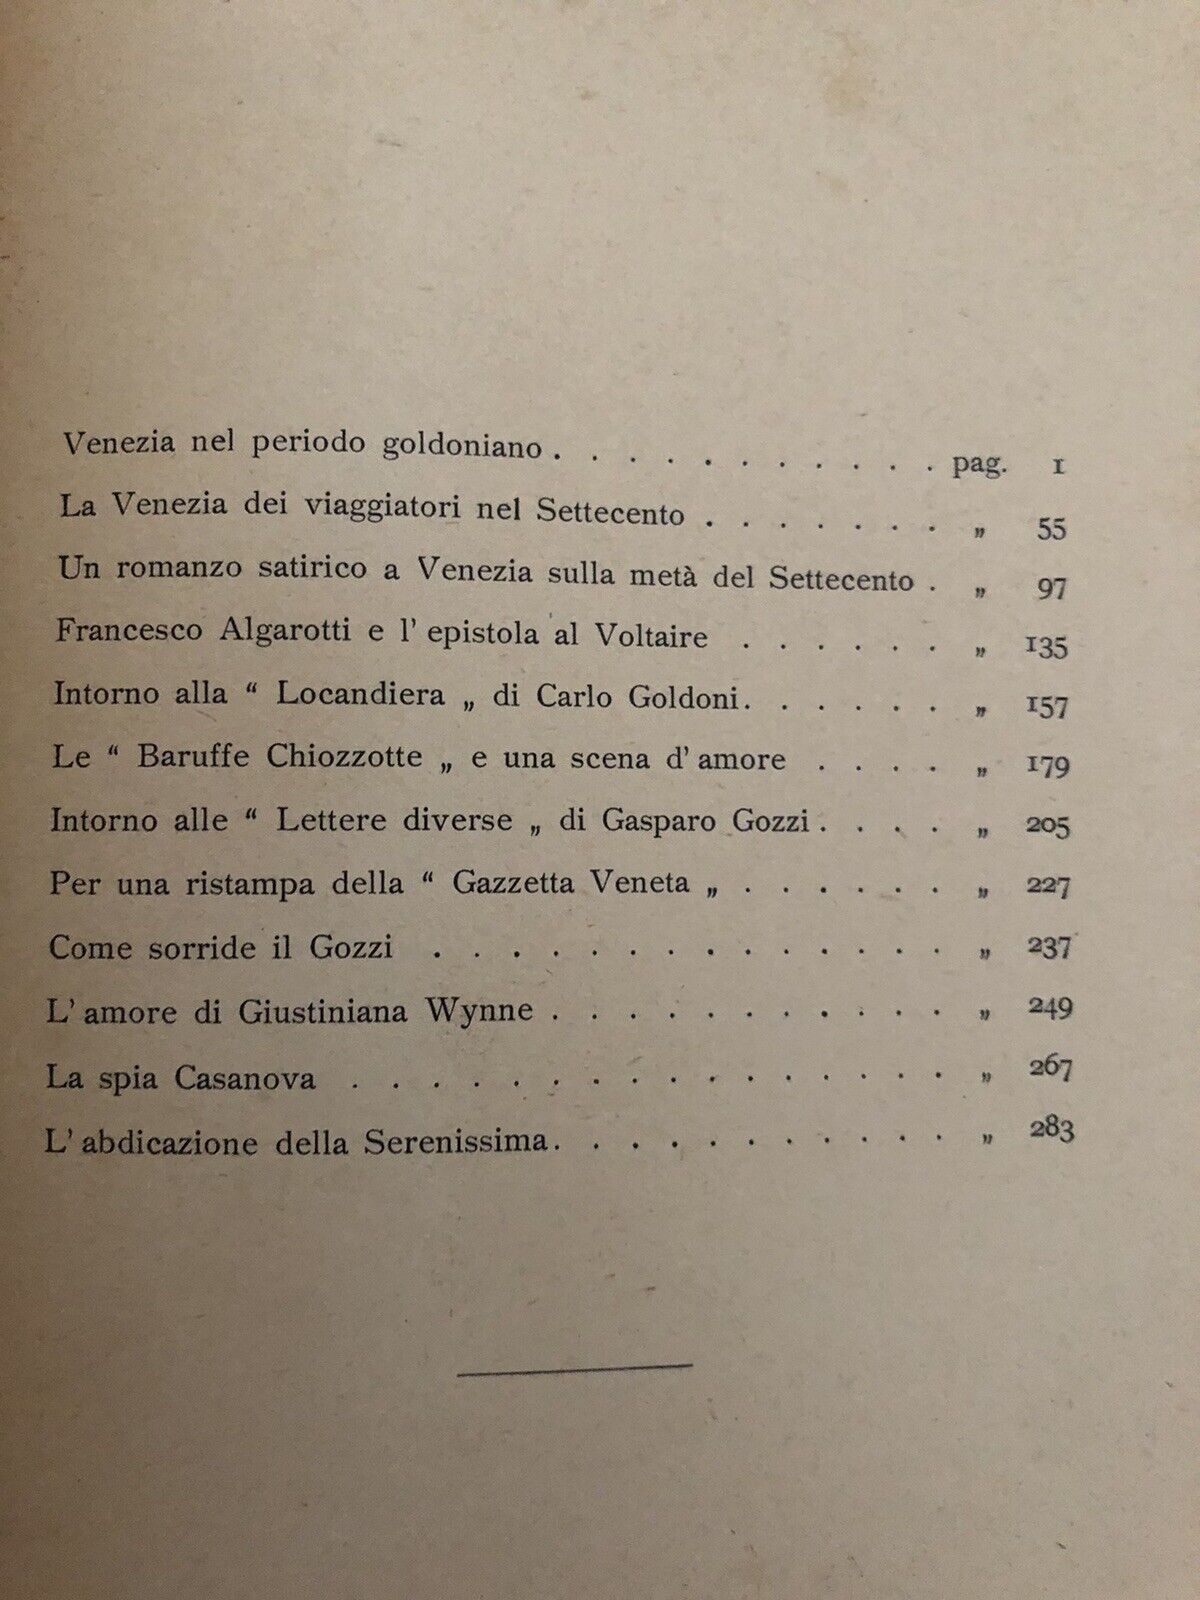 Venezia nel periodo goldoniano . . . . . . . . . . . pag. 1
La Venezia dei viaggiatori nel Settecento . . . . . . . „ 55
Un romanzo satirico a Venezia sulla metà del Settecento . „ 97
Francesco Algarotti e l' epistola al Voltaire . . . . . . „ 135
Intorno alla “ Locandiera „ di Carlo Goldoni. . . . . . „ 157
Le “ Baruffe Chiozzotte „ e una scena d' amore . . . . „ 179
Intorno alle “ Lettere diverse „ di Gasparo Gozzi . . . . „ 205
Per una ristampa della “ Gazzetta Veneta „ . . . . . . „ 227
Come sorride il Gozzi . . . . . . . . . . . . . . „ 237
L' amore di Giustiniana Wynne . . . . . . . . . . . „ 249
La spia Casanova . . . . . . . . . . . . . . . . „ 267
L' abdicazione della Serenissima. . . . . . . . . . . „ 283